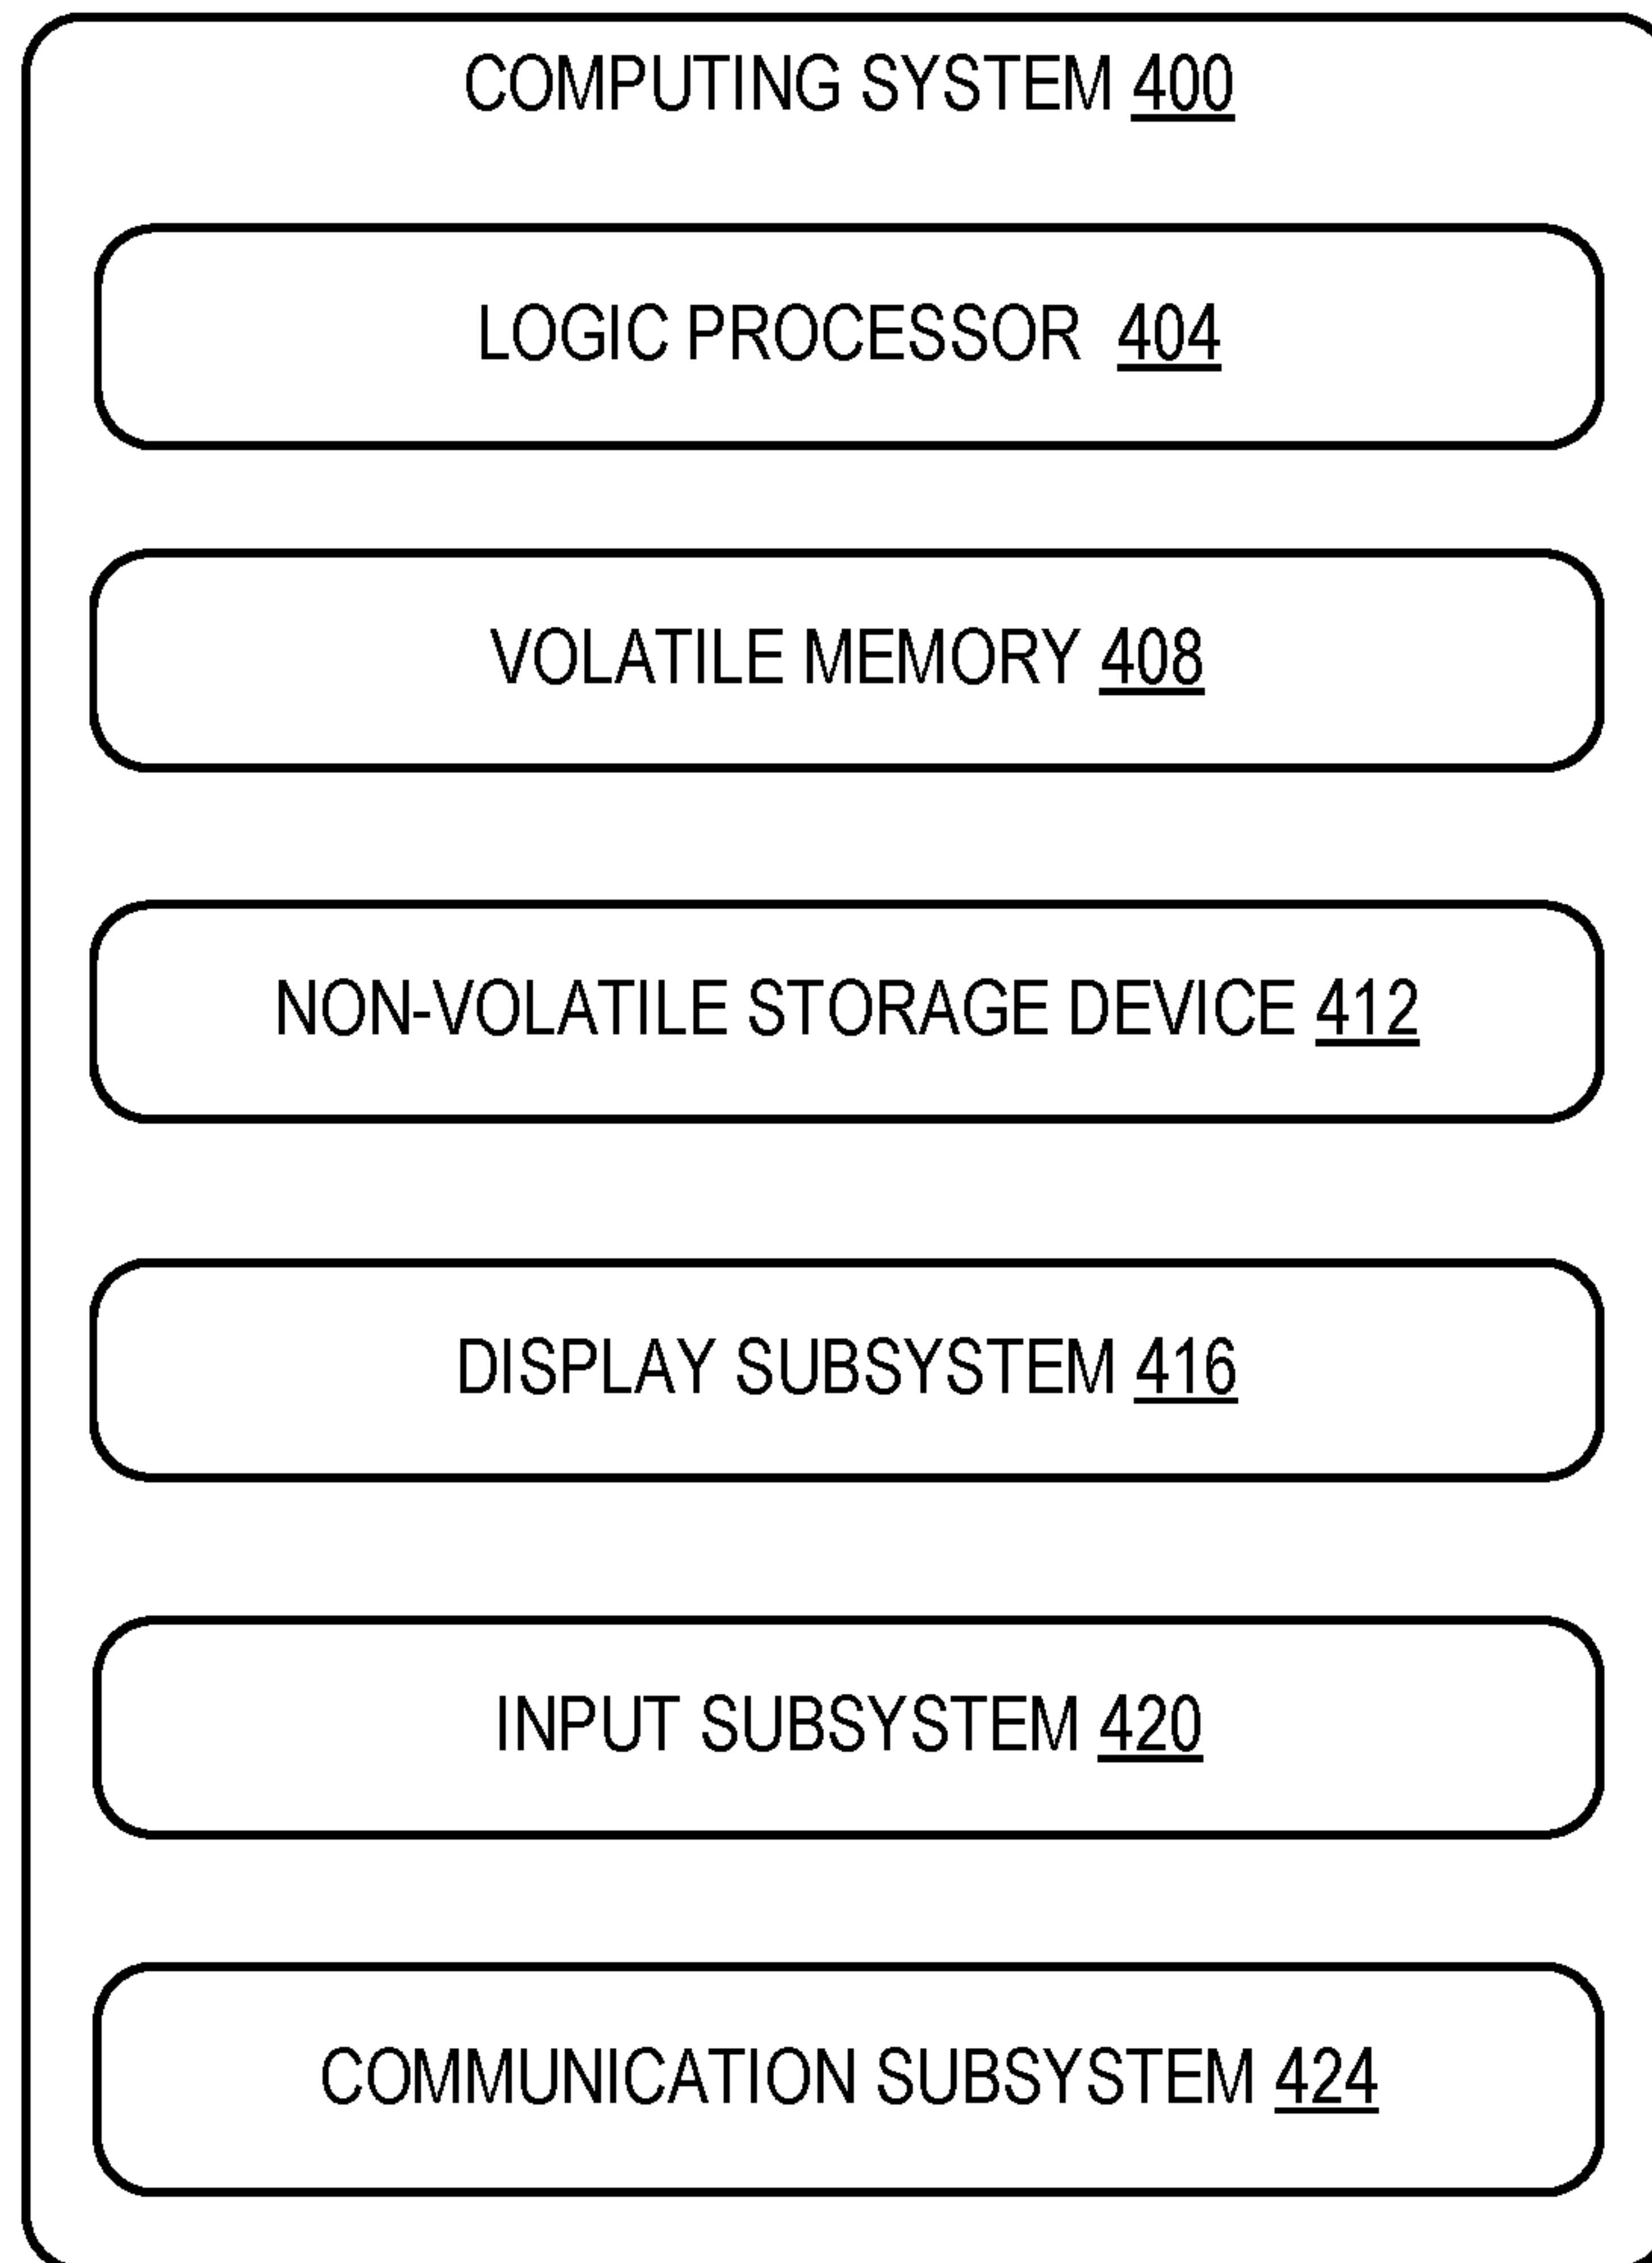 COMPUTING SYSTEM 400
LOGIC PROCESSOR 404
VOLATILE MEMORY 408
NON-VOLATILE STORAGE DEVICE 412
DISPLAY SUBSYSTEM 416
INPUT SUBSYSTEM 420
COMMUNICATION SUBSYSTEM 424